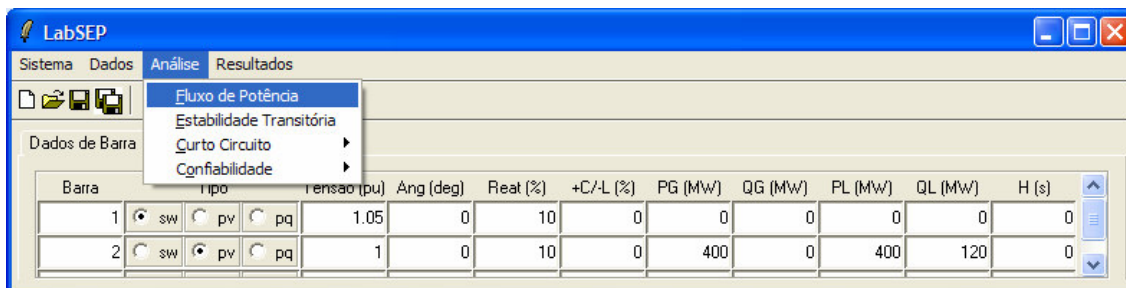 LabSEP
Sistema Dados Análise Resultados
Fluxo de Potência
Estabilidade Transitória
Curto Circuito
Confiabilidade
Dados de Barra
Barra Tipo Tensão (pu) Ang (deg) Reat (%) +C/-L (%) PG (MW) QG (MW) PL (MW) QL (MW) H (s)
1 sw pv pq 1.05 0 10 0 0 0 0 0 0
2 sw pv pq 1 0 10 0 400 0 400 120 0